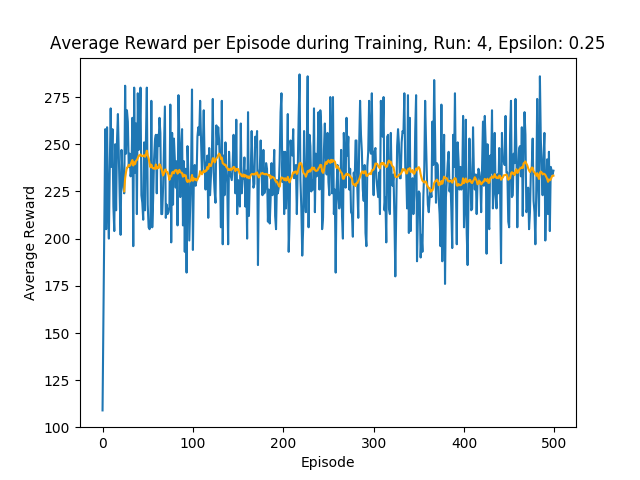 Average Reward per Episode during Training, Run: 4, Epsilon: 0.25
Average Reward
275
250
225
200
175
150
125
100
0 100 200 300 400 500
Episode